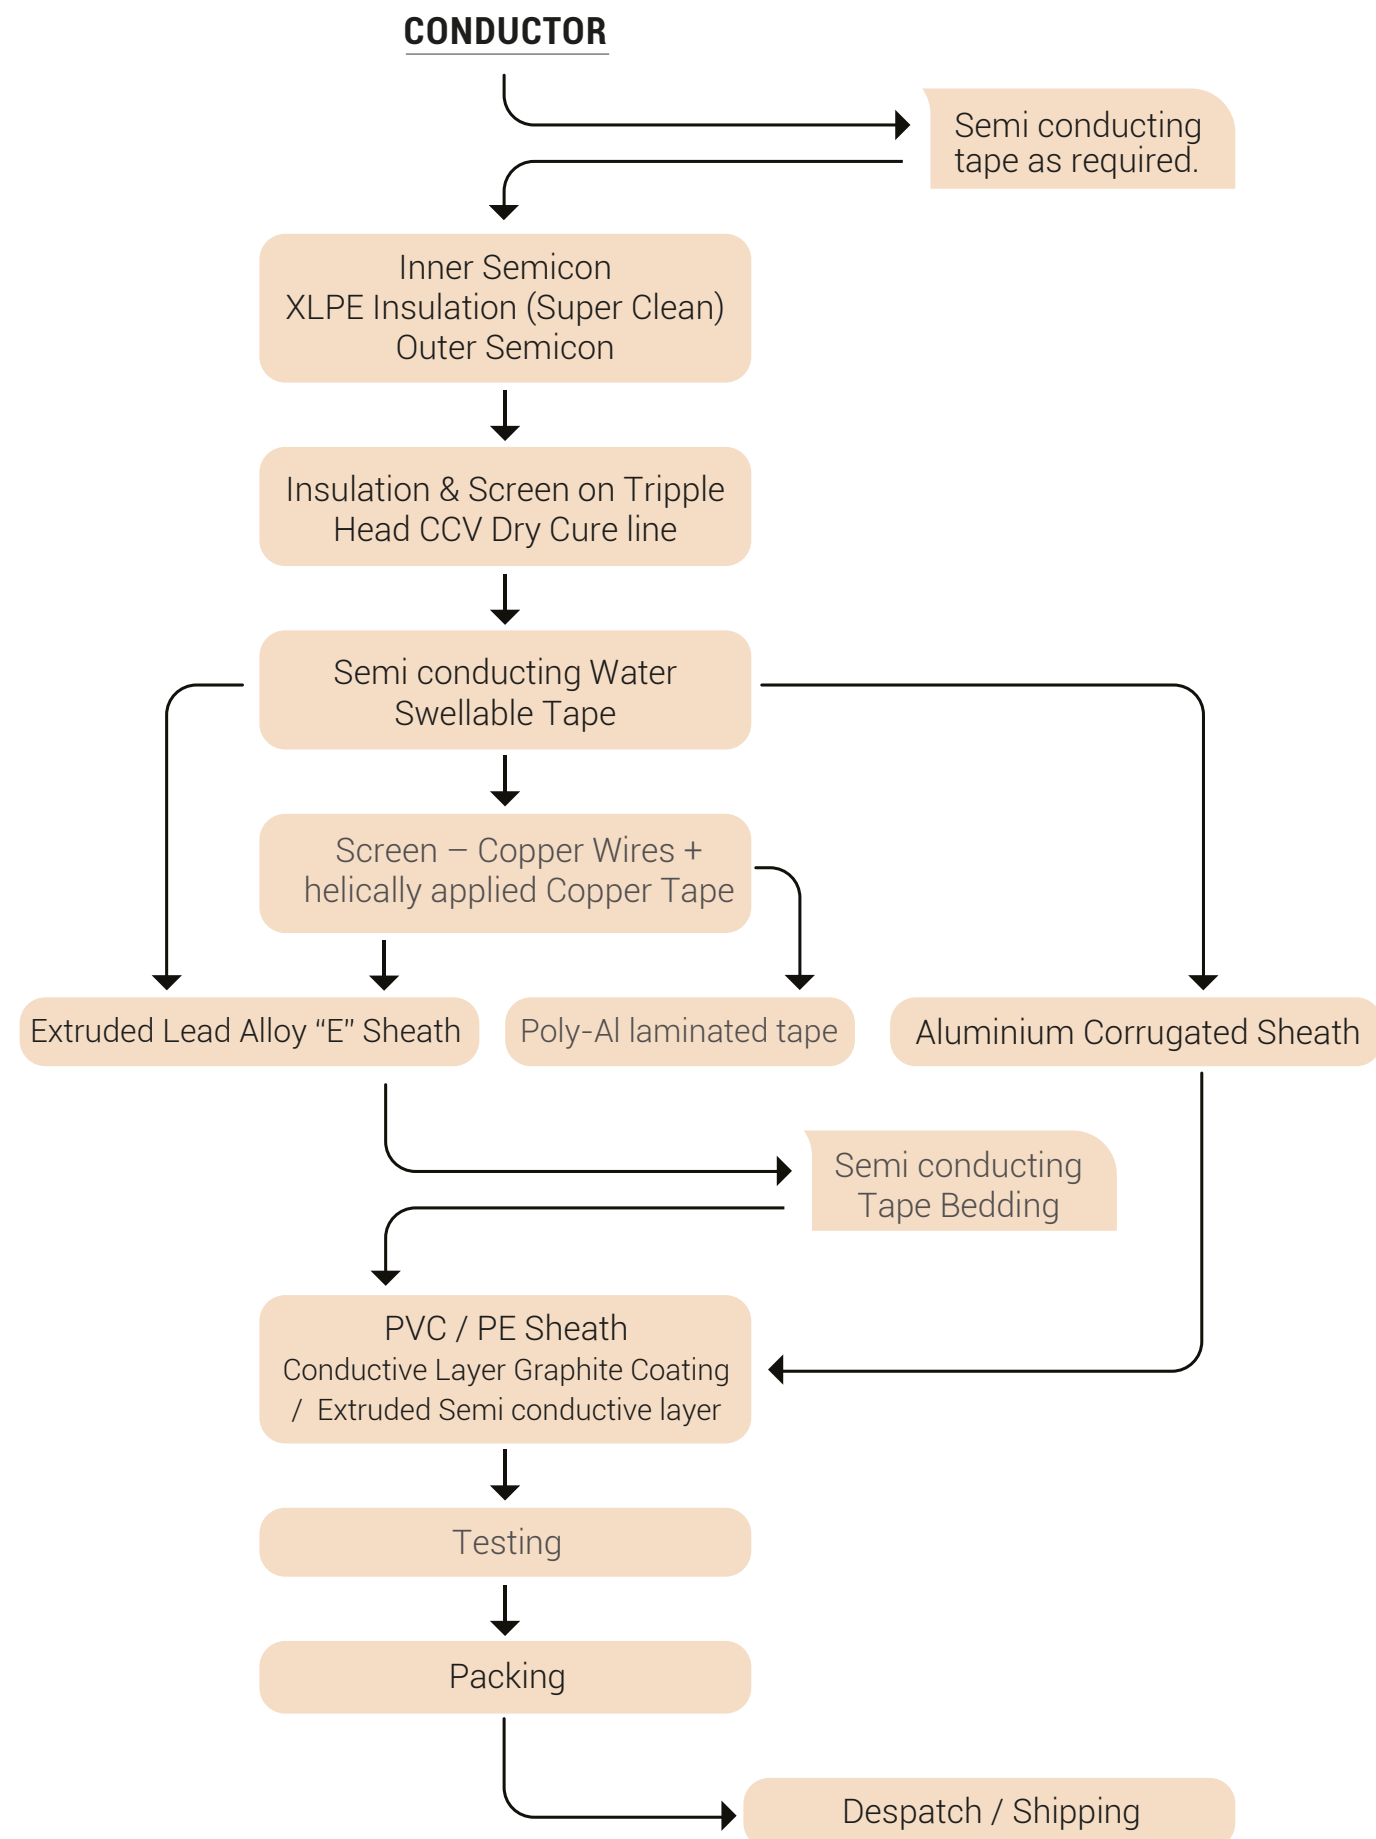 CONDUCTOR
Semi conducting
tape as required.
Inner Semicon
XLPE Insulation (Super Clean)
Outer Semicon
Insulation & Screen on Tripple
Head CCV Dry Cure line
Semi conducting Water
Swellable Tape
Screen – Copper Wires +
helically applied Copper Tape
Extruded Lead Alloy “E” Sheath
Poly-Al laminated tape
Aluminium Corrugated Sheath
Semi conducting
Tape Bedding
PVC / PE Sheath
Conductive Layer Graphite Coating
/ Extruded Semi conductive layer
Testing
Packing
Despatch / Shipping